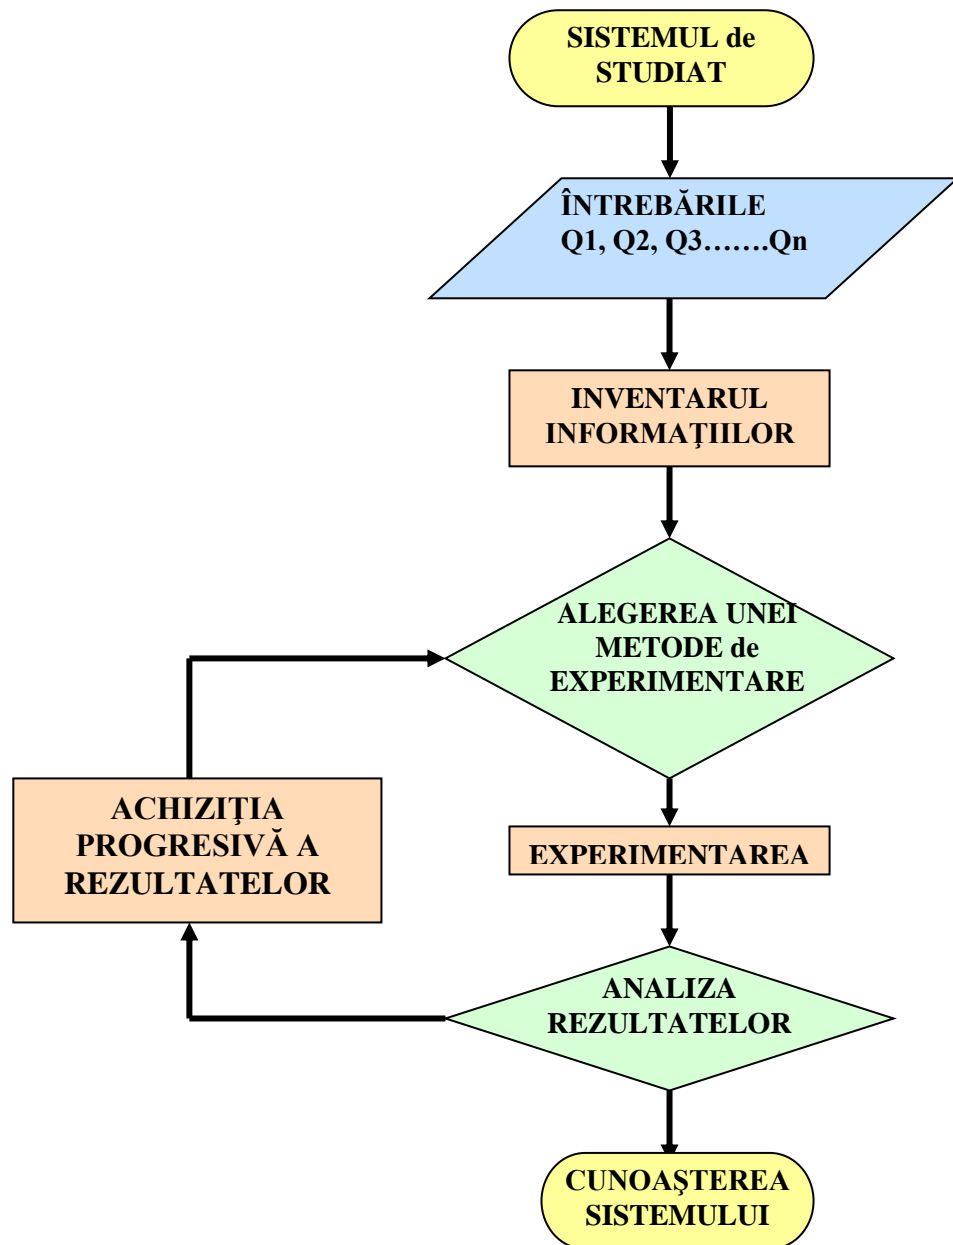 SISTEMUL de
STUDIAT
ÎNTREBĂRILE
Q1, Q2, Q3…….Qn
INVENTARUL
INFORMAŢIILOR
ALEGEREA UNEI
METODE de
EXPERIMENTARE
ACHIZIŢIA
PROGRESIVĂ A
REZULTATELOR
EXPERIMENTAREA
ANALIZA
REZULTATELOR
CUNOAŞTEREA
SISTEMULUI